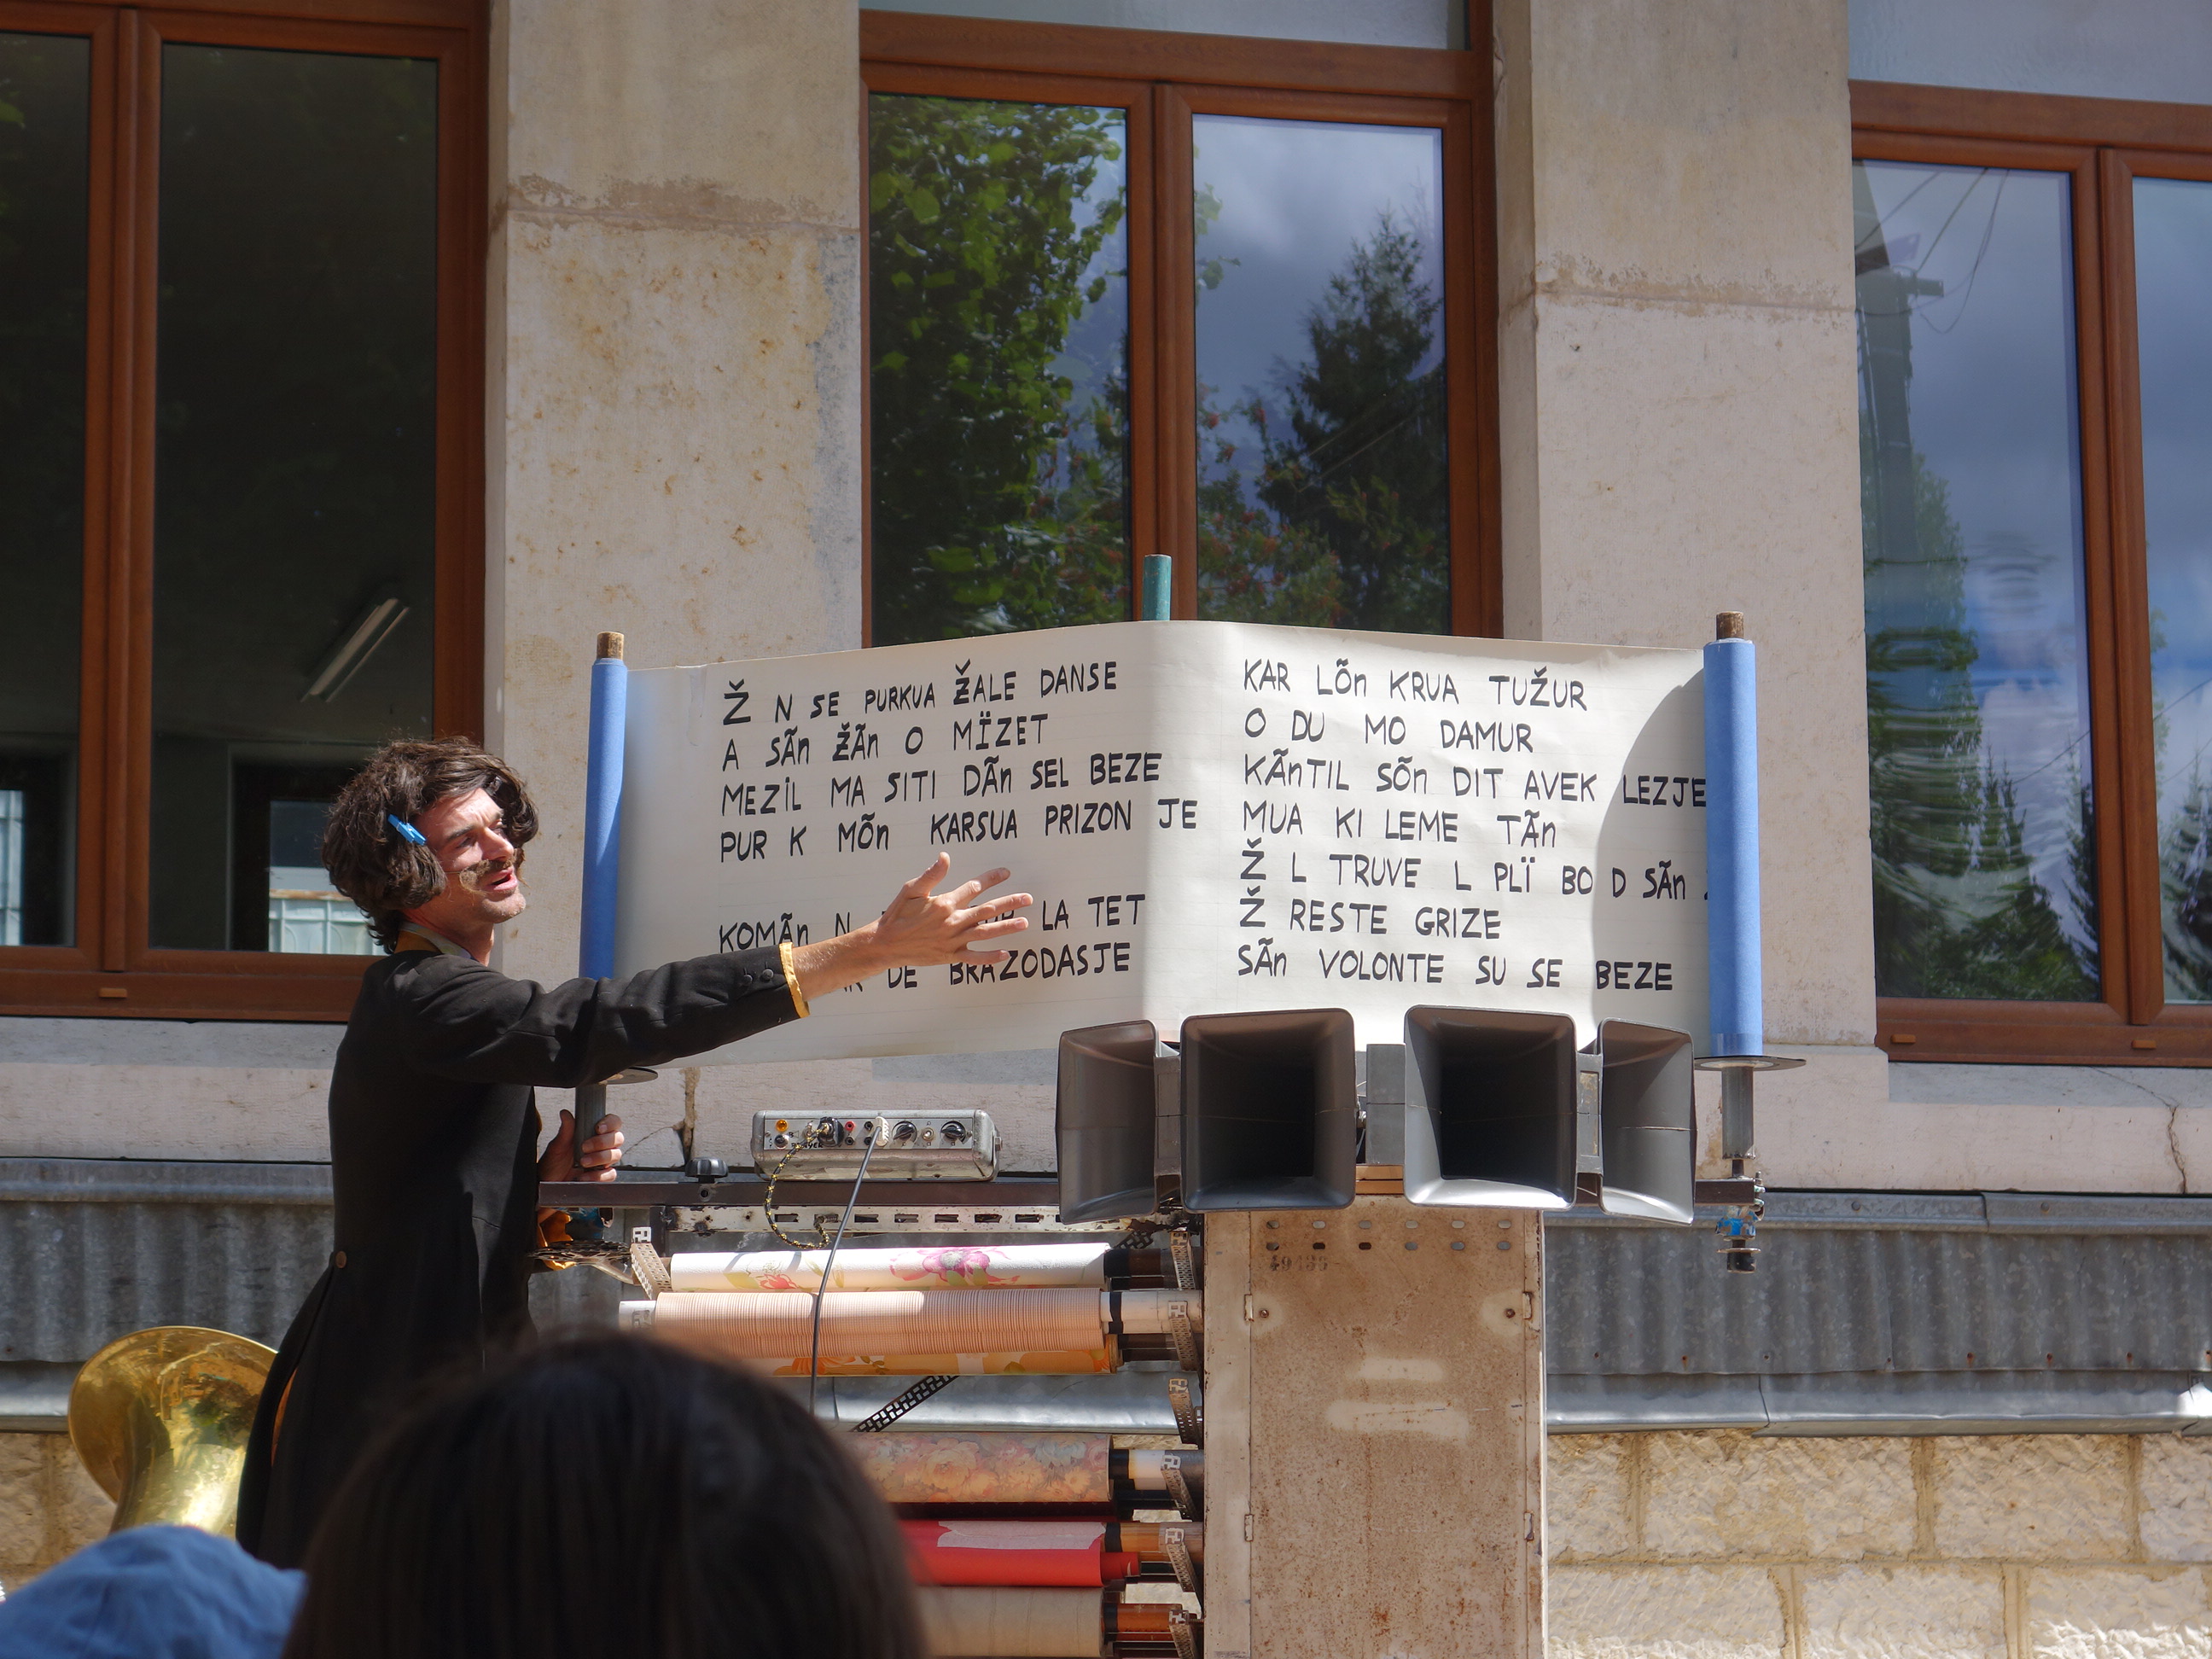 Ž N SE PURKUA ŽALE DANSE
A SÃn ŽÃn O MÏZET
MEZIL MA SITI DÃn SEL BEZE
PUR K MÕn KARSUA PRIZON JE
KOMÃn N LA TET
DE BRAZODASJE
KAR LÕn KRUA TUŽUR
O DU MO DAMUR
KÃnTIL SÕn DIT AVEK LEZJE
MUA KI LEME TÃn
Ž L TRUVE L PLÏ BO D SÃn
Ž RESTE GRIZE
SÃn VOLONTE SU SE BEZE